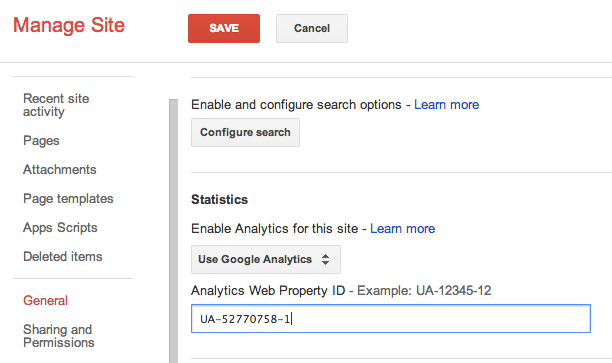 Manage Site
SAVE
Cancel
Recent site
activity
Pages
Attachments
Page templates
Apps Scripts
Deleted items
General
Sharing and
Permissions
Enable and configure search options - Learn more
Configure search
Statistics
Enable Analytics for this site - Learn more
Use Google Analytics
Analytics Web Property ID - Example: UA-12345-12
UA-52770758-1